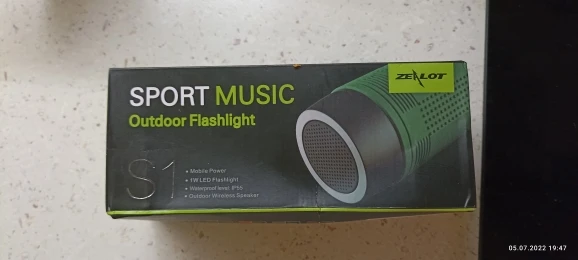 ZEALOT
SPORT MUSIC
Outdoor Flashlight
S1
• Mobile Power
• 1W LED Flashlight
• Waterproof level: IP55
• Outdoor Wireless Speaker
05.07.2022 19:47